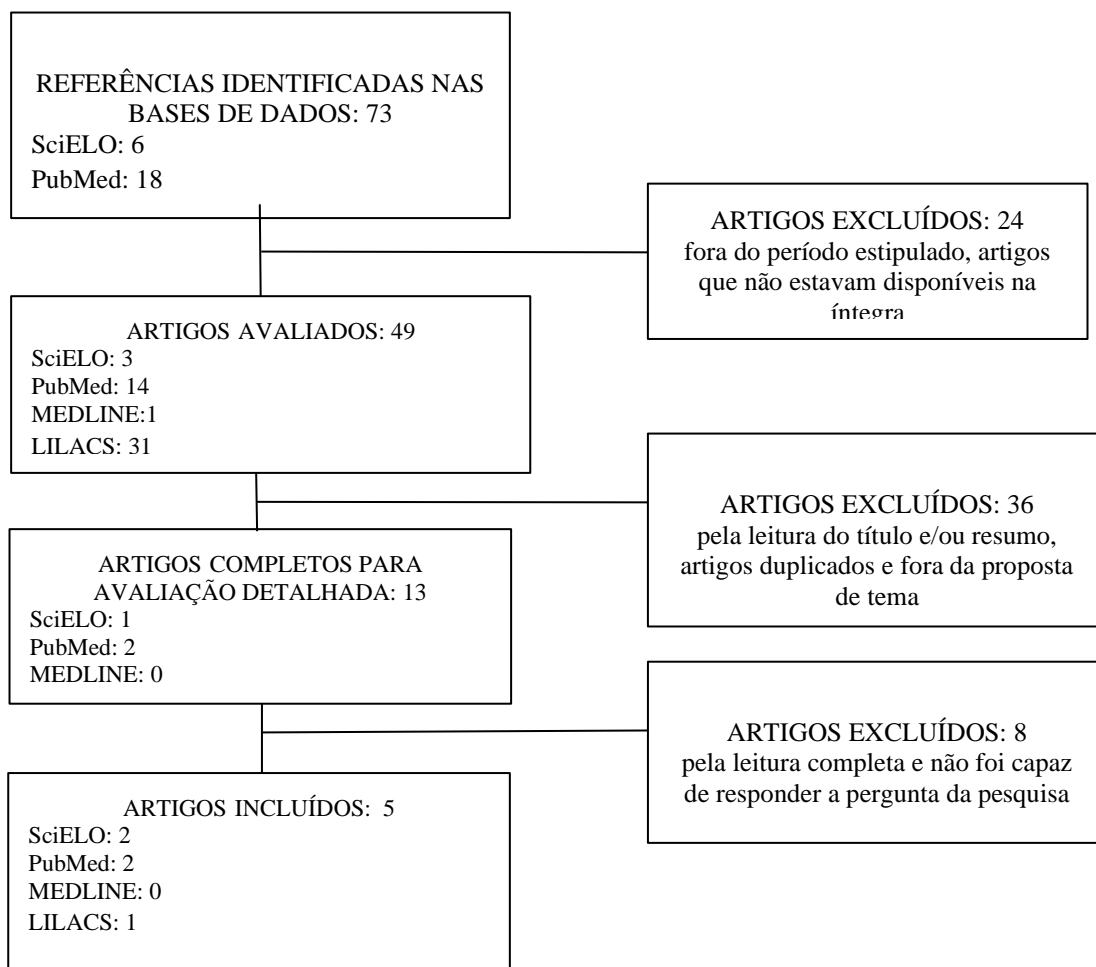 REFERÊNCIAS IDENTIFICADAS NAS
BASES DE DADOS: 73
SciELO: 6
PubMed: 18
ARTIGOS EXCLUÍDOS: 24
fora do período estipulado, artigos
que não estavam disponíveis na
íntegra
ARTIGOS AVALIADOS: 49
SciELO: 3
PubMed: 14
MEDLINE:1
LILACS: 31
ARTIGOS EXCLUÍDOS: 36
pela leitura do título e/ou resumo,
artigos duplicados e fora da proposta
de tema
ARTIGOS COMPLETOS PARA
AVALIAÇÃO DETALHADA: 13
SciELO: 1
PubMed: 2
MEDLINE: 0
ARTIGOS EXCLUÍDOS: 8
pela leitura completa e não foi capaz
de responder a pergunta da pesquisa
ARTIGOS INCLUÍDOS: 5
SciELO: 2
PubMed: 2
MEDLINE: 0
LILACS: 1